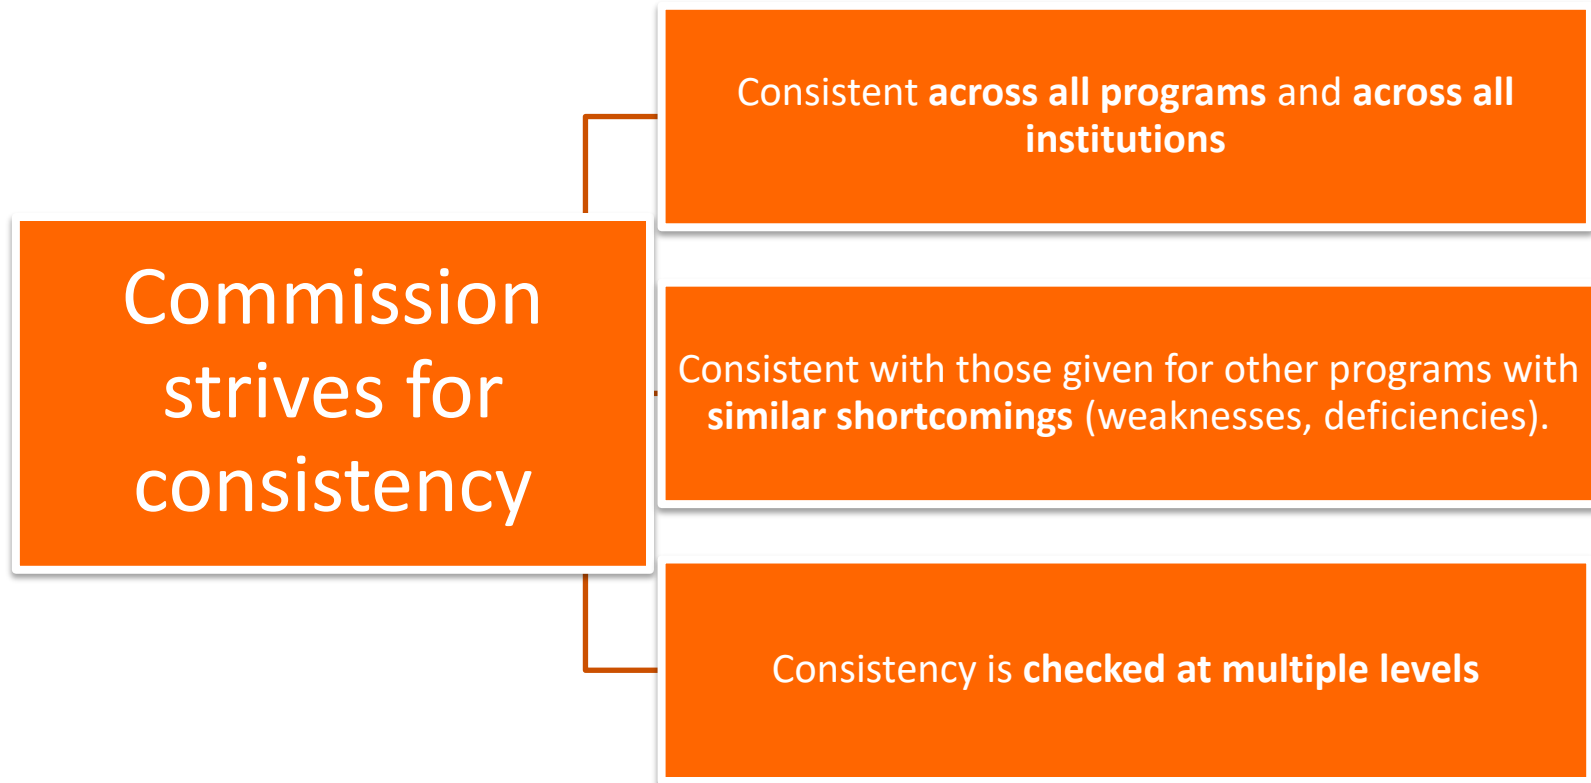 Commission
strives for
consistency
Consistent across all programs and across all
institutions
Consistent with those given for other programs with
similar shortcomings (weaknesses, deficiencies).
Consistency is checked at multiple levels